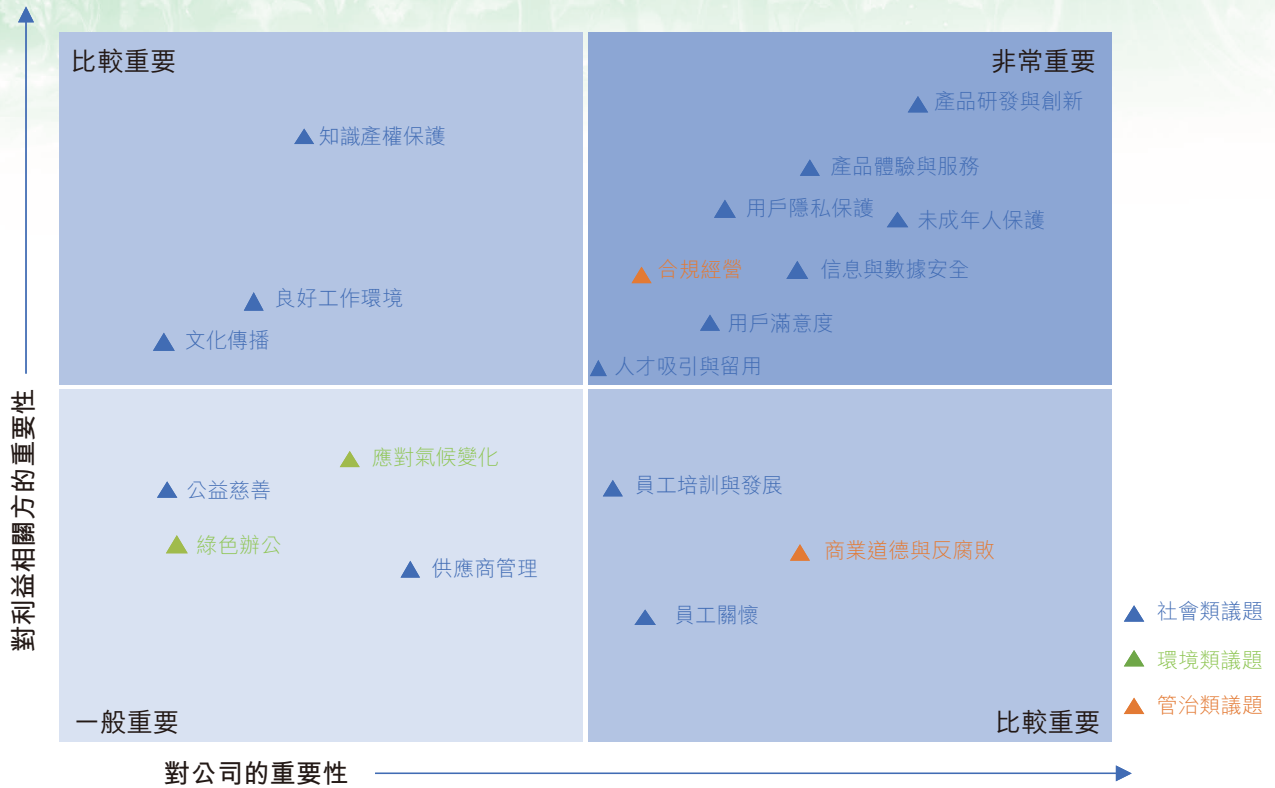 比較重要
非常重要
產品研發與創新
知識產權保護
產品體驗與服務
用戶隱私保護
未成年人保護
合規經營
信息與數據安全
良好工作環境
用戶滿意度
文化傳播
人才吸引與留用
應對氣候變化
公益慈善
員工培訓與發展
綠色辦公
商業道德與反腐敗
供應商管理
員工關懷
一般重要
比較重要
對利益相關方的重要性
對公司的重要性
社會類議題
環境類議題
管治類議題